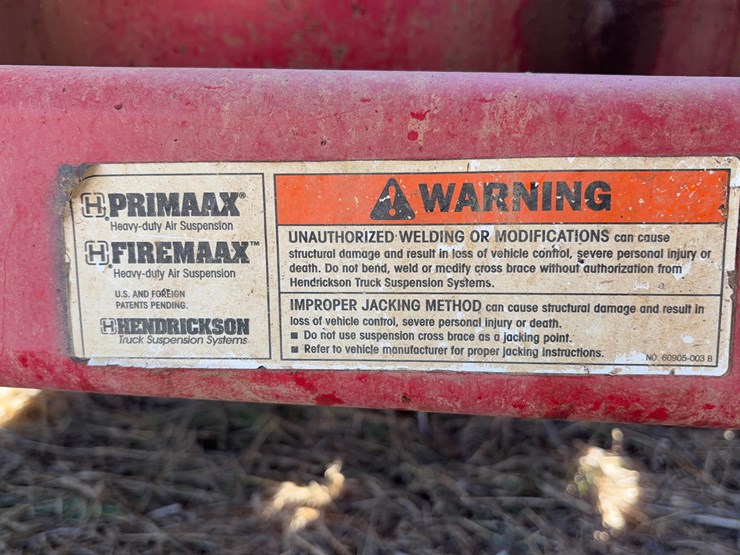 PRIMAAX®
Heavy-duty Air Suspension
FIREMAAX™
Heavy-duty Air Suspension
U.S. AND FOREIGN
PATENTS PENDING.
HENDRICKSON
Truck Suspension Systems
WARNING
UNAUTHORIZED WELDING OR MODIFICATIONS can cause
structural damage and result in loss of vehicle control, severe personal injury or
death. Do not bend, weld or modify cross brace without authorization from
Hendrickson Truck Suspension Systems.
IMPROPER JACKING METHOD can cause structural damage and result in
loss of vehicle control, severe personal injury or death.
■ Do not use suspension cross brace as a jacking point.
■ Refer to vehicle manufacturer for proper jacking instructions.
NO. 60905-003 B